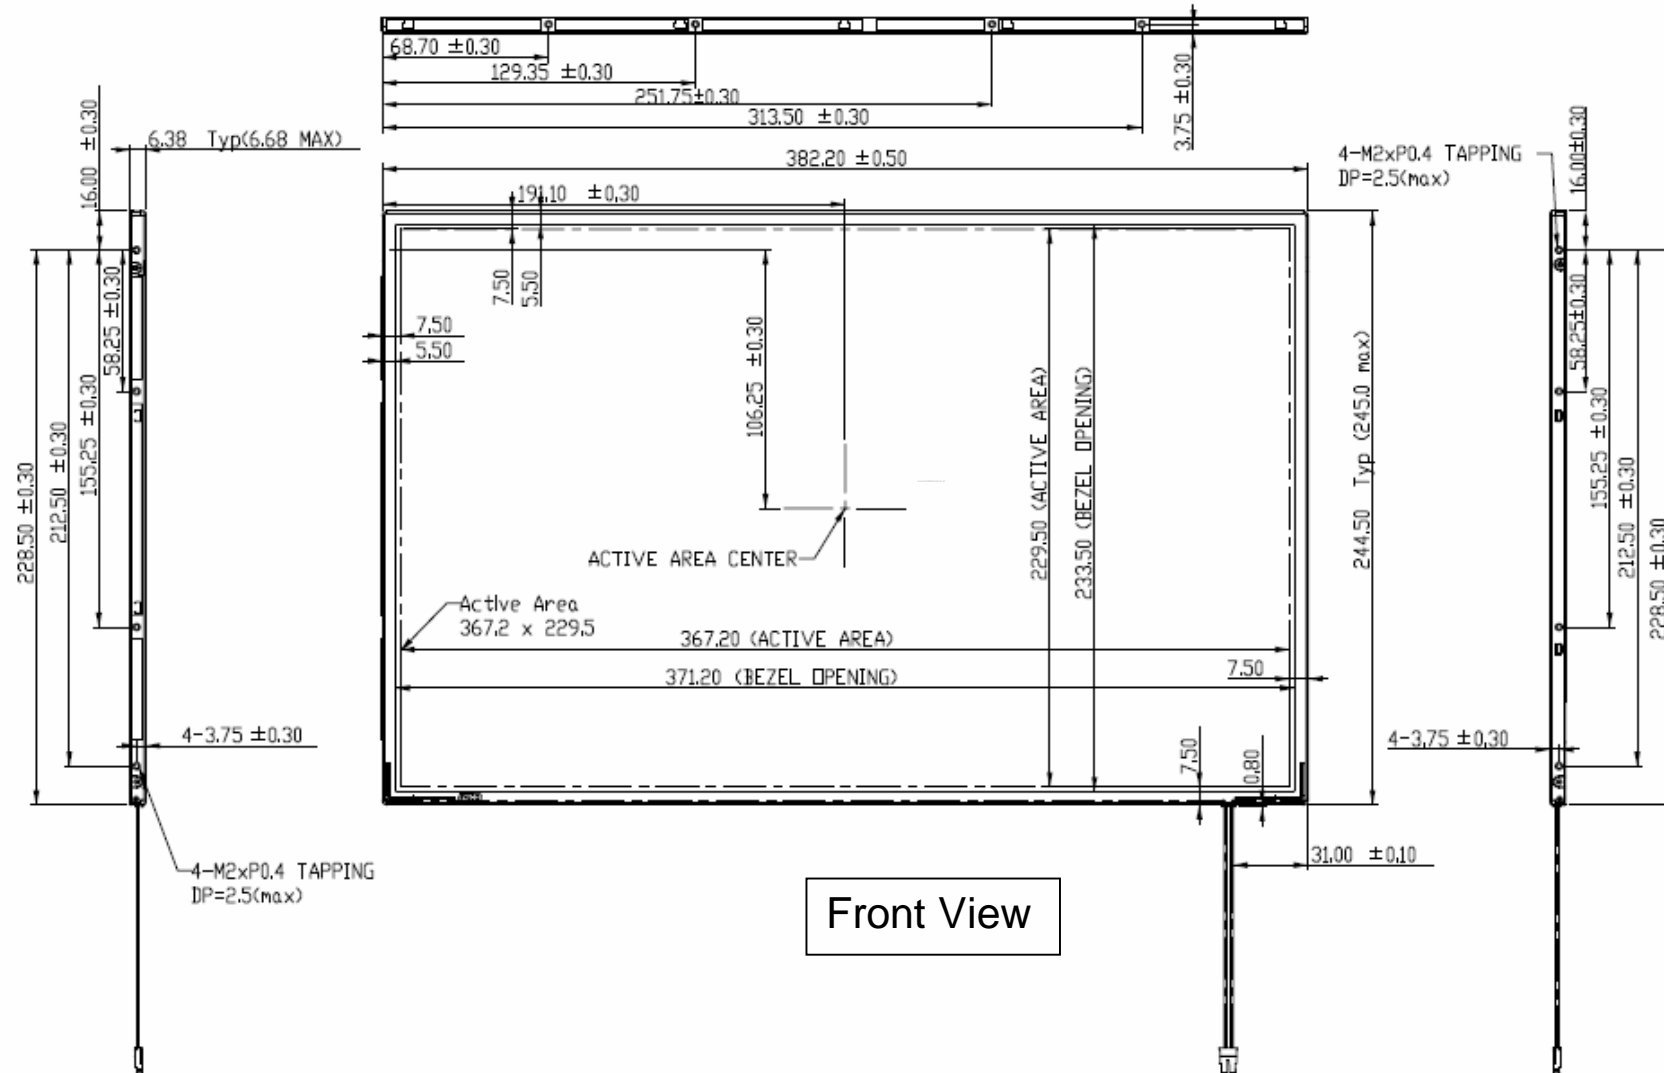 68.70 ±0.30
129.35 ±0.30
251.75±0.30
313.50 ±0.30
3.75 ±0.30
16.00 ±0.30
6.38 Typ(6.68 MAX)
382.20 ±0.50
191.10 ±0.30
4-M2xP0.4 TAPPING
DP=2.5(max)
16.00±0.30
7.50
5.50
7.50
5.50
58.25 ±0.30
155.25 ±0.30
212.50 ±0.30
228.50 ±0.30
106.25 ±0.30
229.50 (ACTIVE AREA)
233.50 (BEZEL OPENING)
244.50 Typ (245.0 max)
58.25±0.30
155.25 ±0.30
212.50 ±0.30
228.50 ±0.30
ACTIVE AREA CENTER
Active Area
367.2 x 229.5
367.20 (ACTIVE AREA)
371.20 (BEZEL OPENING)
7.50
4-3.75 ±0.30
7.50
0.80
4-3.75 ±0.30
31.00 ±0.10
4-M2xP0.4 TAPPING
DP=2.5(max)
Front View